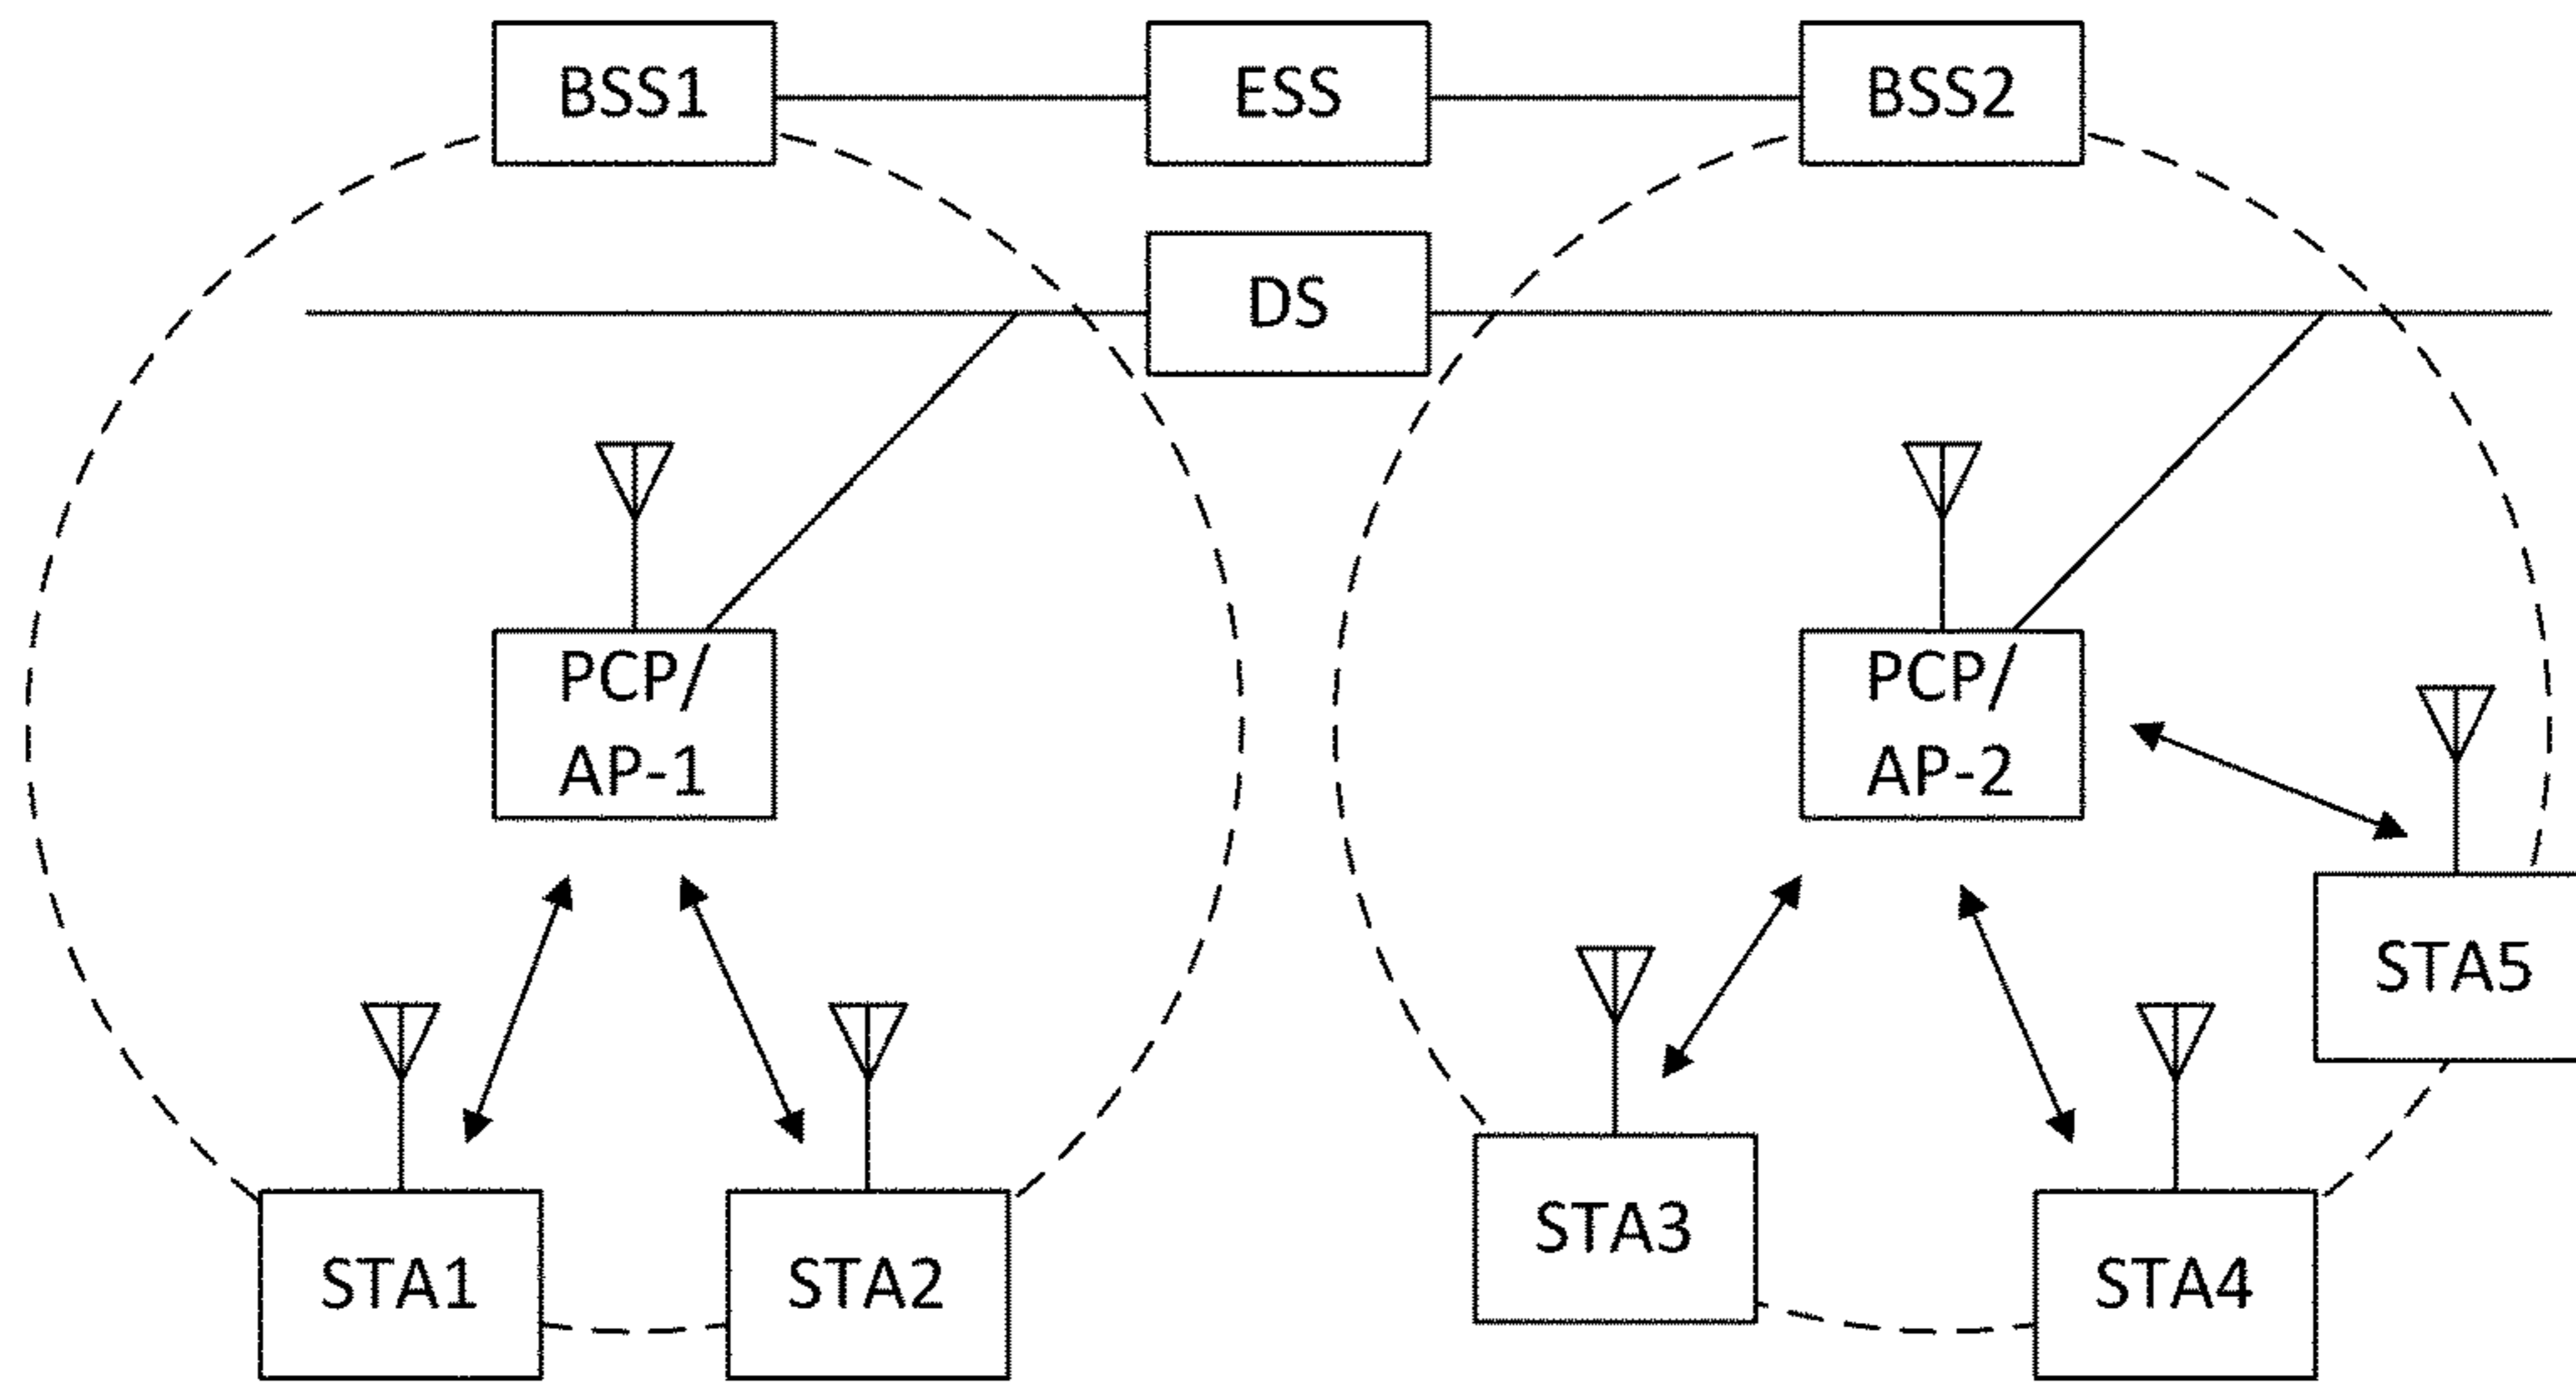 BSS1
ESS
BSS2
DS
PCP/
AP-1
PCP/
AP-2
STA5
STA3
STA1
STA2
STA4